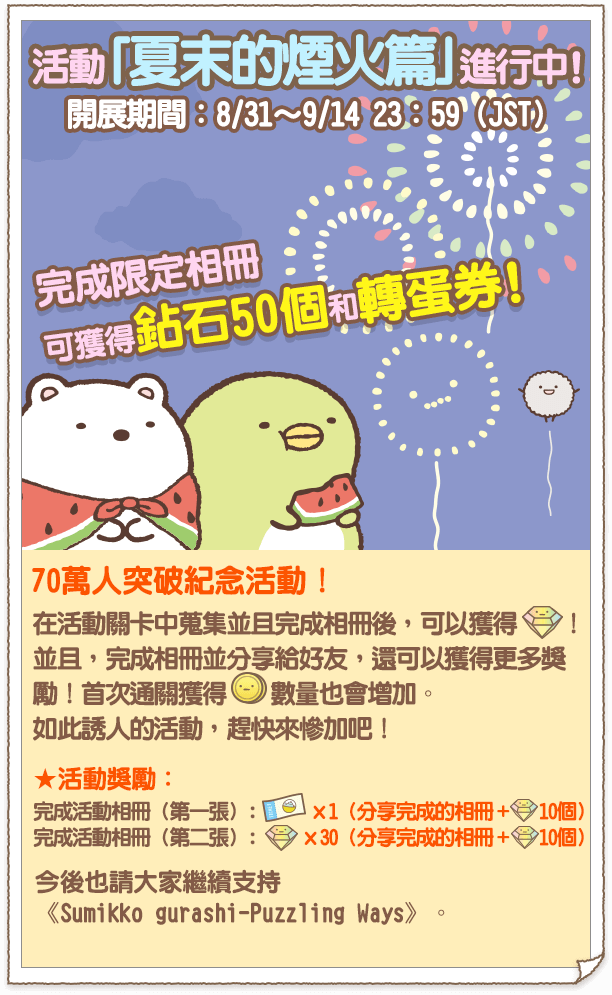 活動「夏末的煙火篇」進行中!
開展期間：8/31～9/14 23：59（JST）
完成限定相冊
可獲得鈷石50個和轉蛋券!
70萬人突破紀念活動！
在活動關卡中蒐集並且完成相冊後，可以獲得！
並且，完成相冊並分享給好友，還可以獲得更多獎
勵！首次通關獲得 數量也會增加。
如此誘人的活動，趕快來慘加吧！
★活動獎勵：
完成活動相冊（第一張）: ×1（分享完成的相冊＋10個）
完成活動相冊（第二張）: ×30（分享完成的相冊＋10個）
今後也請大家繼續支持
《Sumikko gurashi-Puzzling Ways》。